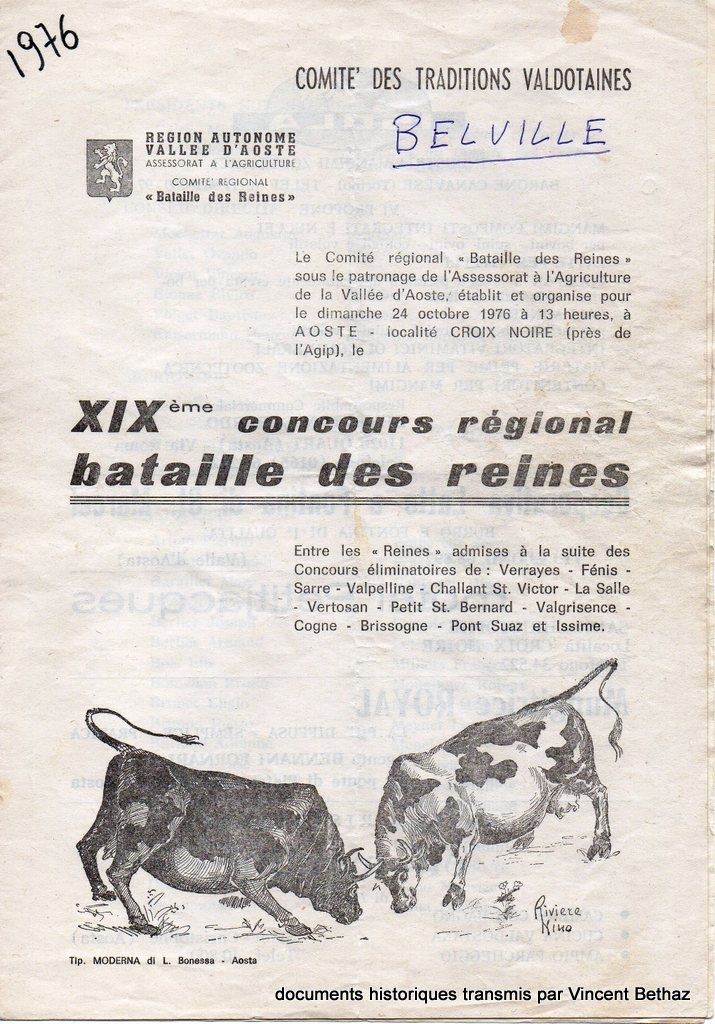 1976
COMITE' DES TRADITIONS VALDOTAINES
BELVILLE
REGION AUTONOME
VALLEE D'AOSTE
ASSESSORAT A L'AGRICULTURE
COMITE' REGIONAL
« Bataille des Reines »
Le Comité régional « Bataille des Reines »
sous le patronage de l'Assessorat à l'Agriculture
de la Vallée d'Aoste, établit et organise pour
le dimanche 24 octobre 1976 à 13 heures, à
AOSTE - localité CROIX NOIRE (près de
l'Agip), le
XIXème concours régional
bataille des reines
Entre les « Reines » admises à la suite des
Concours éliminatoires de : Verrayes - Fénis -
Sarre - Valpelline - Challant St. Victor - La Salle
- Vertosan - Petit St. Bernard - Valgrisence -
Cogne - Brissogne - Pont Suaz et Issime.
Riviera
Nino
Tip. MODERNA di L. Bonessa - Aosta
documents historiques transmis par Vincent Bethaz